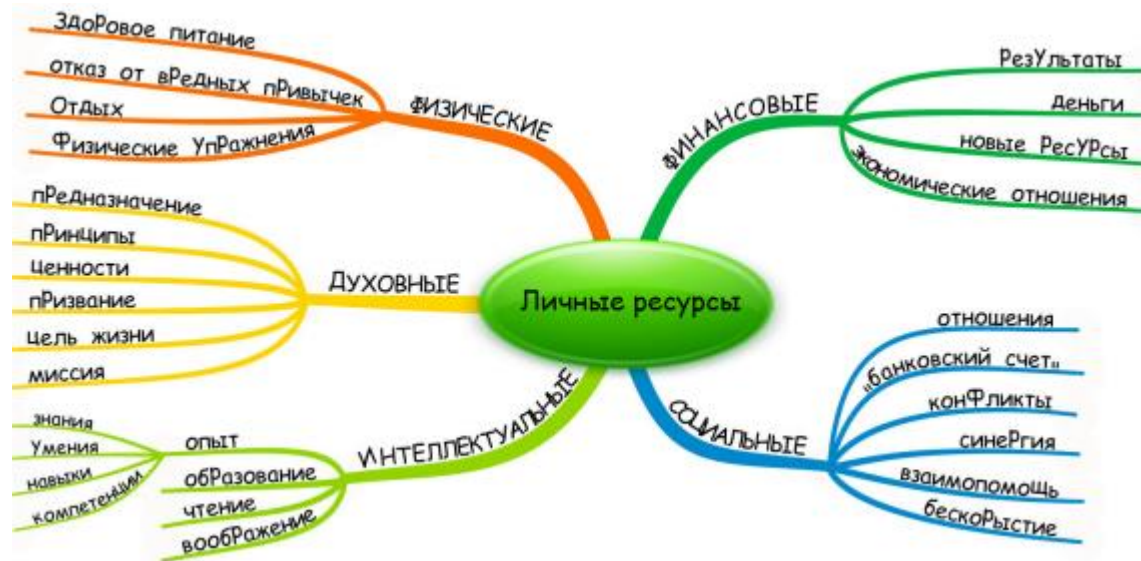 Личные ресурсы
ФИЗИЧЕСКИЕ
ЗдоРовое питание
отказ от вРедных пРивычек
Отдых
Физические УпРажнения
ДУХОВНЫЕ
пРедназначение
пРинципы
ценности
пРизвание
цель жизни
миссия
ИНТЕЛЛЕКТУАЛЬНЫЕ
опыт
знания
Умения
навыки
компетенции
обРазование
чтение
вообРажение
ФИНАНСОВЫЕ
РезУльтаты
деньги
новые РесУРсы
экономические отношения
СОЦИАЛЬНЫЕ
отношения
„банковский счет„
конФликты
синеРгия
взаимопомощь
бескоРыстие